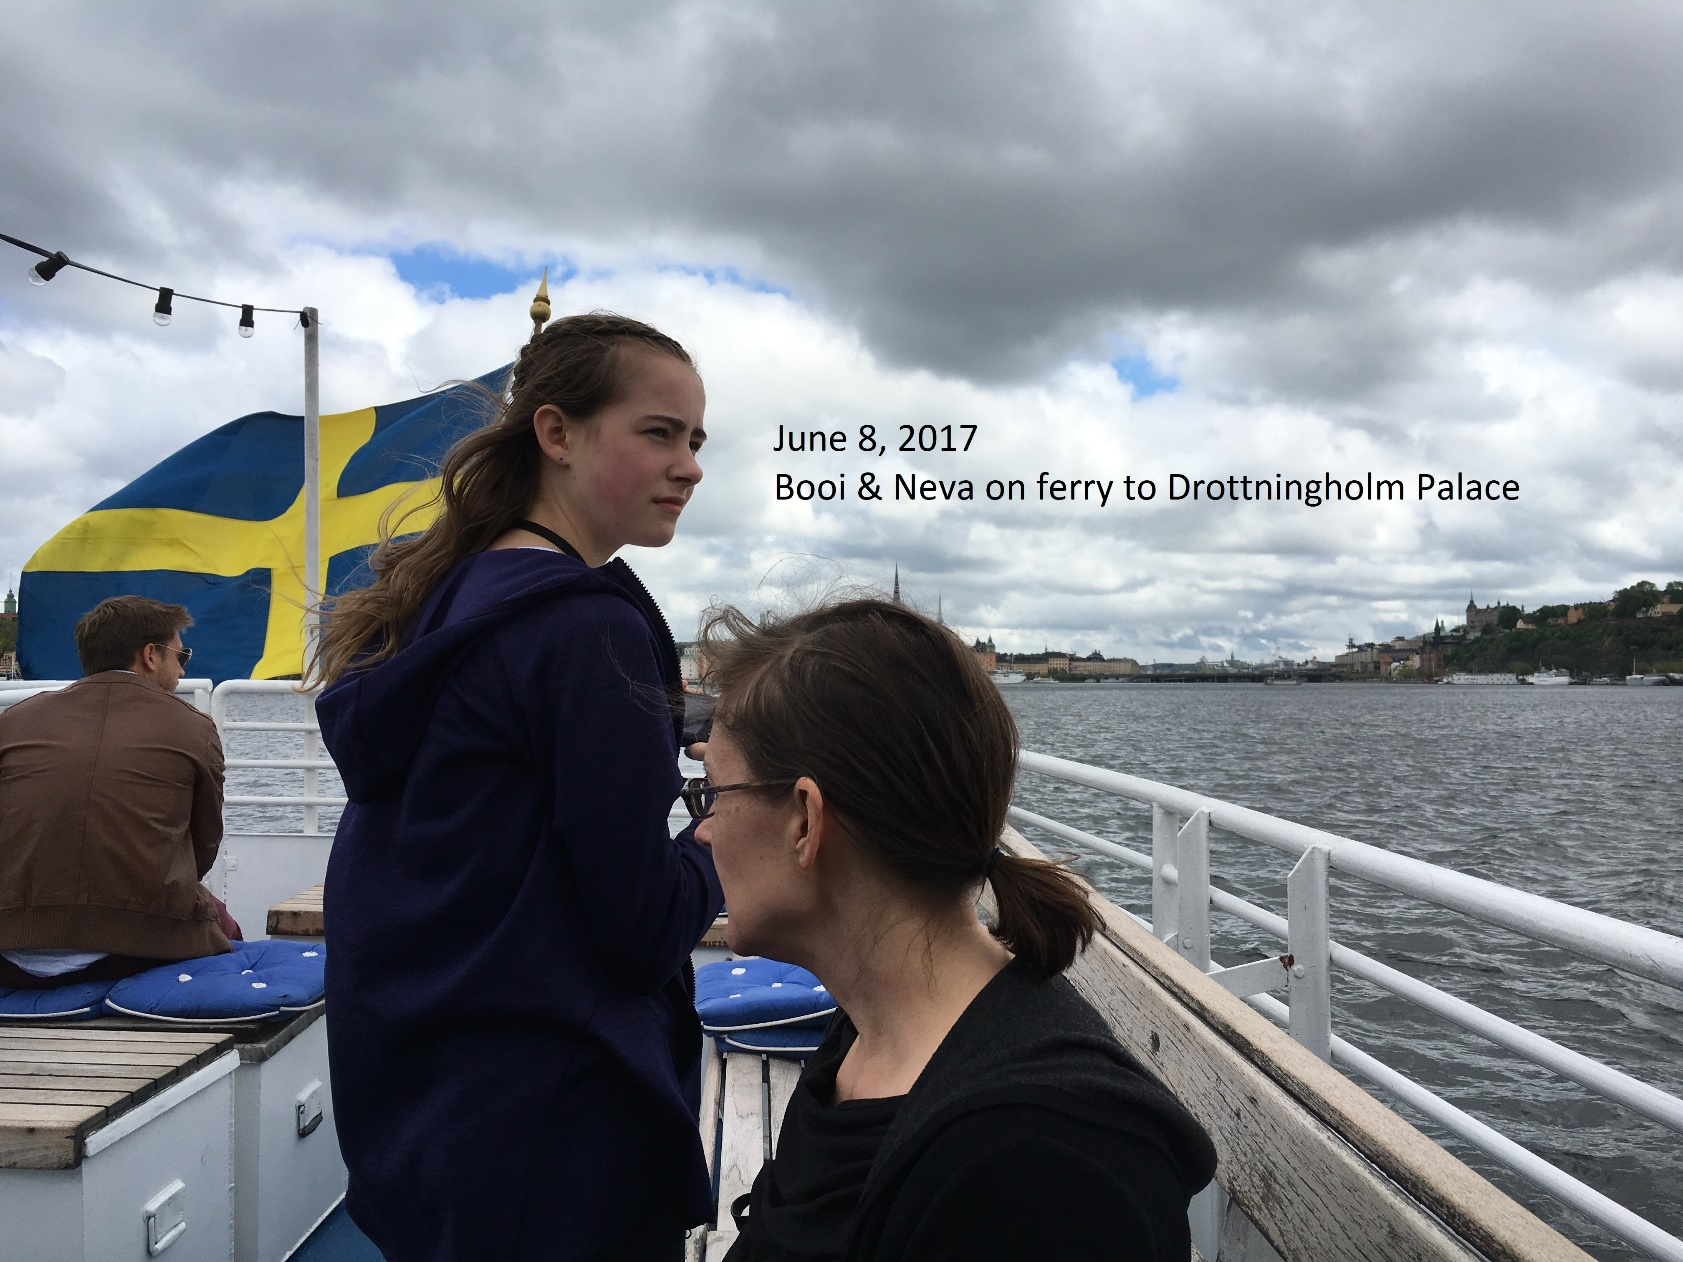 June 8, 2017
Booi & Neva on ferry to Drottningholm Palace